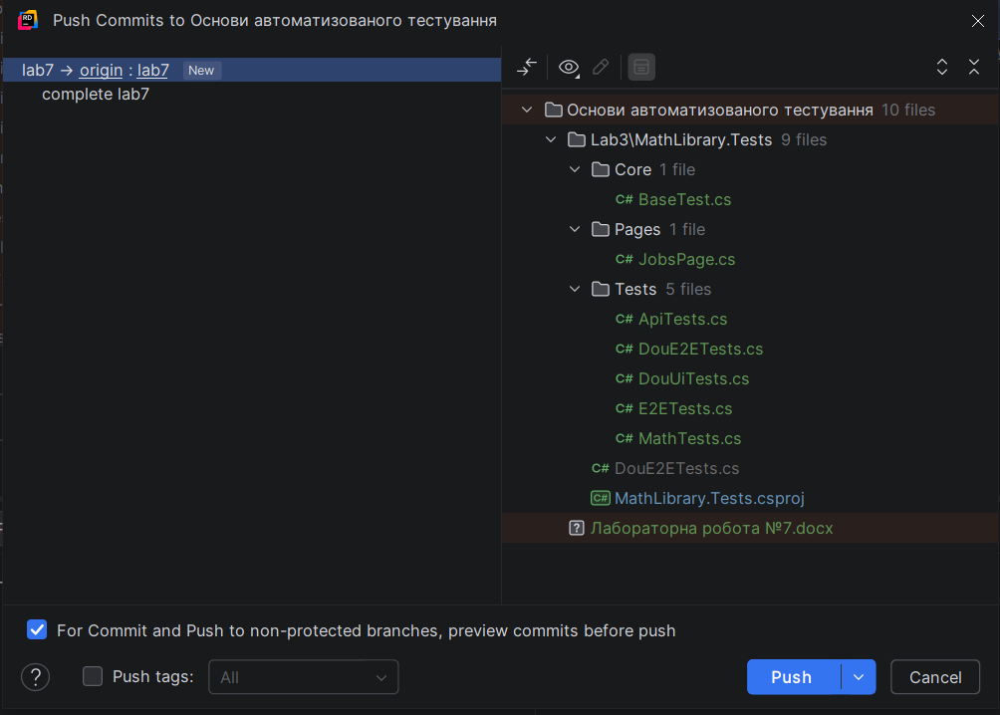 Push Commits to Основи автоматизованого тестування
lab7 → origin : lab7 New
complete lab7
Основи автоматизованого тестування 10 files
Lab3\MathLibrary.Tests 9 files
Core 1 file
C# BaseTest.cs
Pages 1 file
C# JobsPage.cs
Tests 5 files
C# ApiTests.cs
C# DouE2ETests.cs
C# DouUiTests.cs
C# E2ETests.cs
C# MathTests.cs
C# DouE2ETests.cs
C# MathLibrary.Tests.csproj
? Лабораторна робота №7.docx
For Commit and Push to non-protected branches, preview commits before push
? Push tags: All Push Cancel